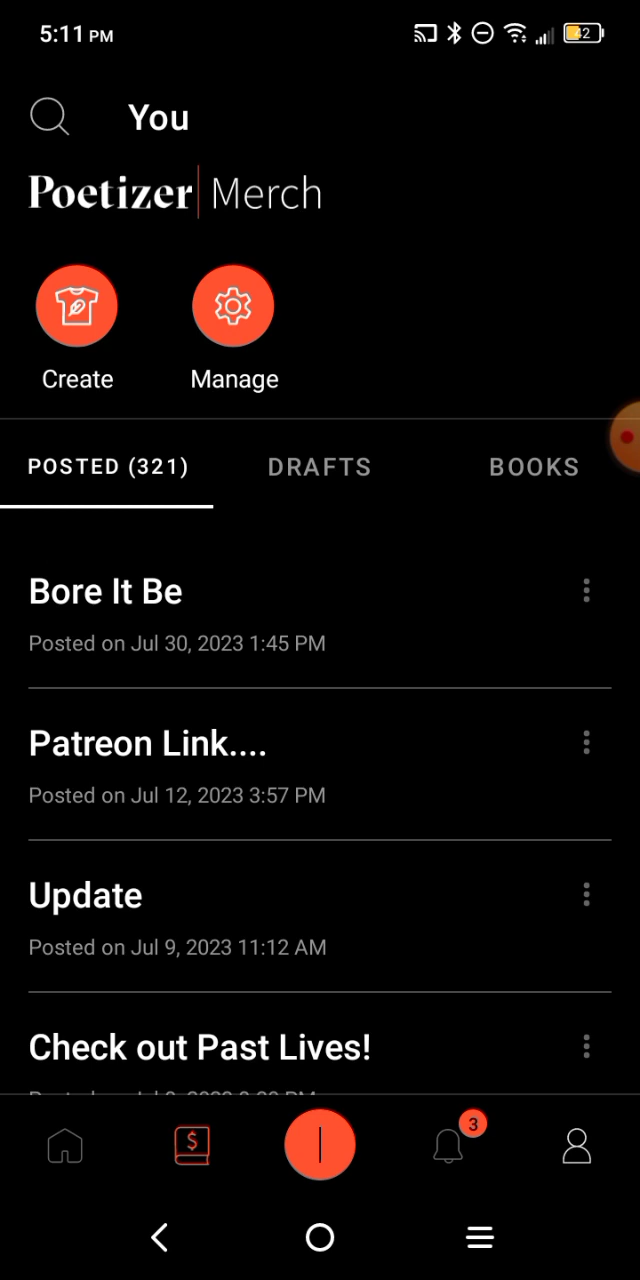 5:11 PM
42
You
Poetizer Merch
Create
Manage
POSTED (321)
DRAFTS
BOOKS
Bore It Be
Posted on Jul 30, 2023 1:45 PM
Patreon Link....
Posted on Jul 12, 2023 3:57 PM
Update
Posted on Jul 9, 2023 11:12 AM
Check out Past Lives!
$
3